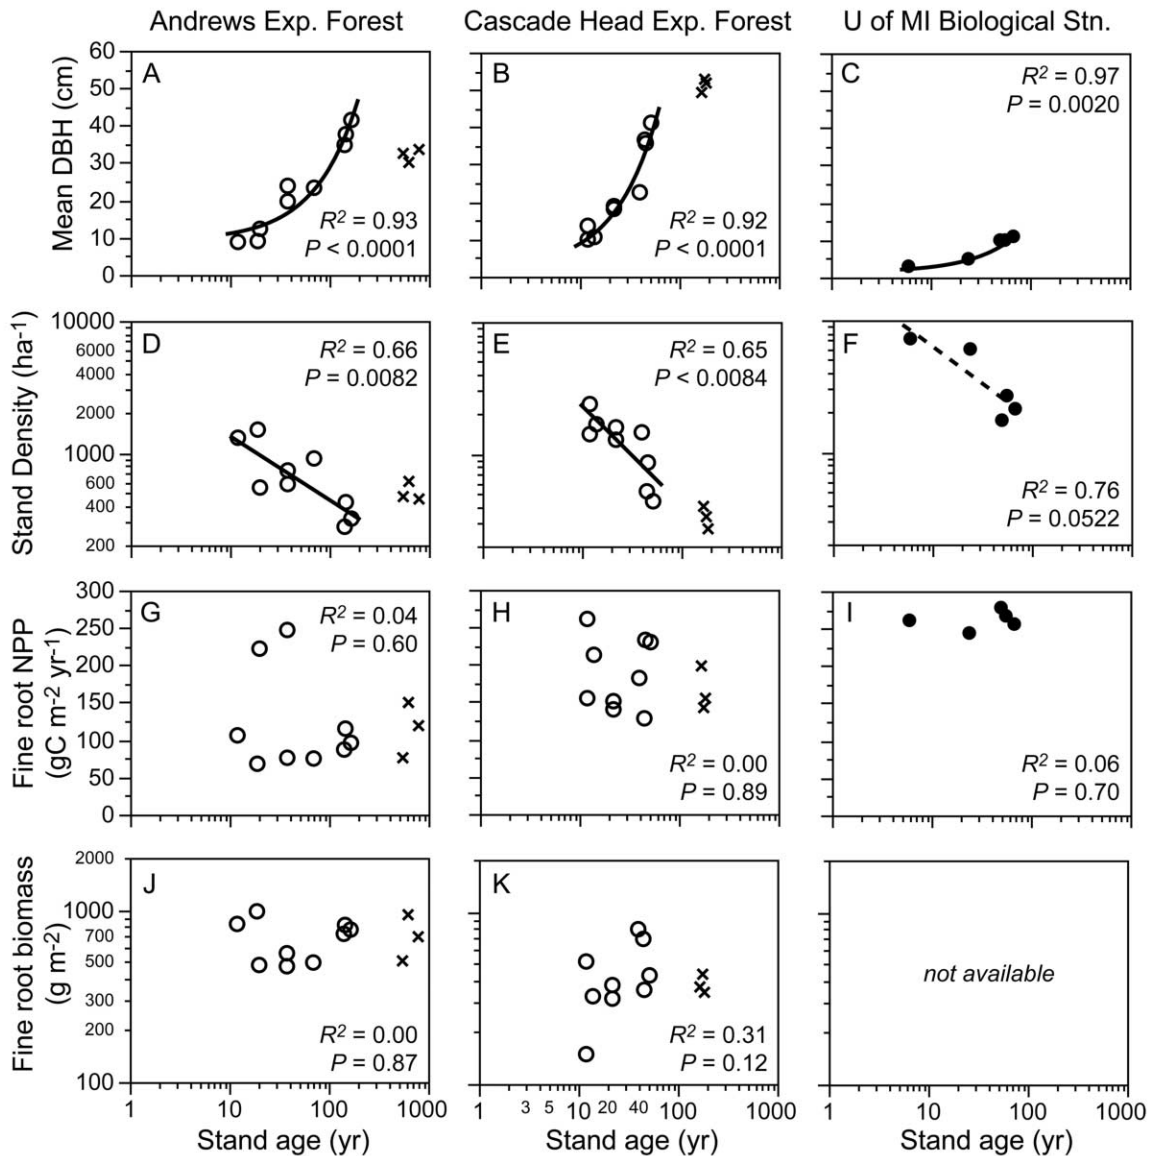 Andrews Exp. Forest
Cascade Head Exp. Forest
U of MI Biological Stn.
Mean DBH (cm)
60
50
40
30
20
10
0
A
R² = 0.93
P < 0.0001
B
R² = 0.92
P < 0.0001
C
R² = 0.97
P = 0.0020
Stand Density (ha⁻¹)
10000
6000
4000
2000
1000
600
400
200
D
R² = 0.66
P = 0.0082
E
R² = 0.65
P < 0.0084
F
R² = 0.76
P = 0.0522
Fine root NPP
(gC m⁻² yr⁻¹)
300
250
200
150
100
50
0
G
R² = 0.04
P = 0.60
H
R² = 0.00
P = 0.89
I
R² = 0.06
P = 0.70
Fine root biomass
(g m⁻²)
2000
1000
700
500
300
200
100
J
R² = 0.00
P = 0.87
K
R² = 0.31
P = 0.12
not available
1 10 100 1000
1 3 5 10 20 40 100 1000
1 10 100 1000
Stand age (yr)
Stand age (yr)
Stand age (yr)